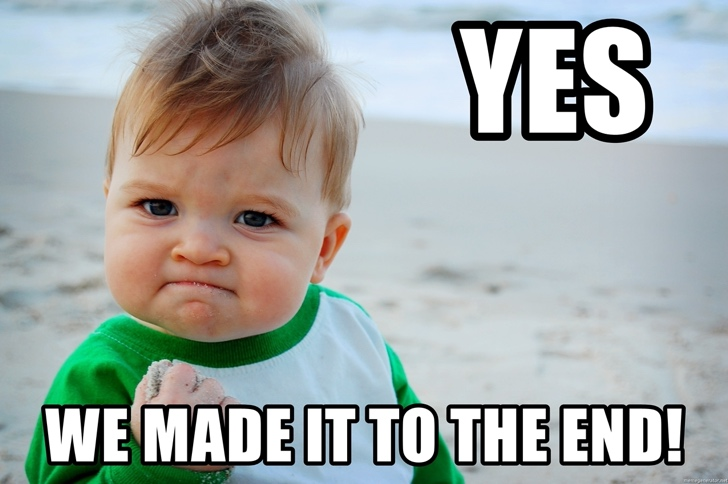 YES
WE MADE IT TO THE END!